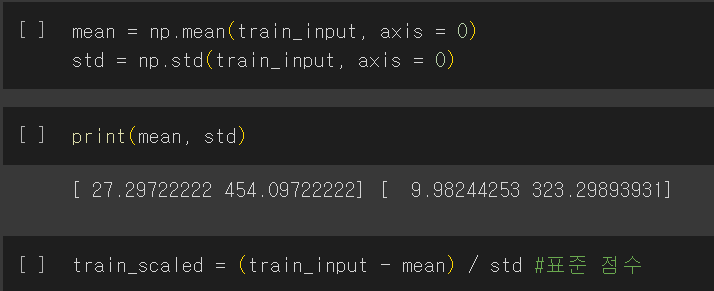 [ ] mean = np.mean(train_input, axis = 0)
std = np.std(train_input, axis = 0)
[ ] print(mean, std)
[ 27.29722222 454.09722222] [  9.98244253 323.29893931]
[ ] train_scaled = (train_input - mean) / std #표준 점수